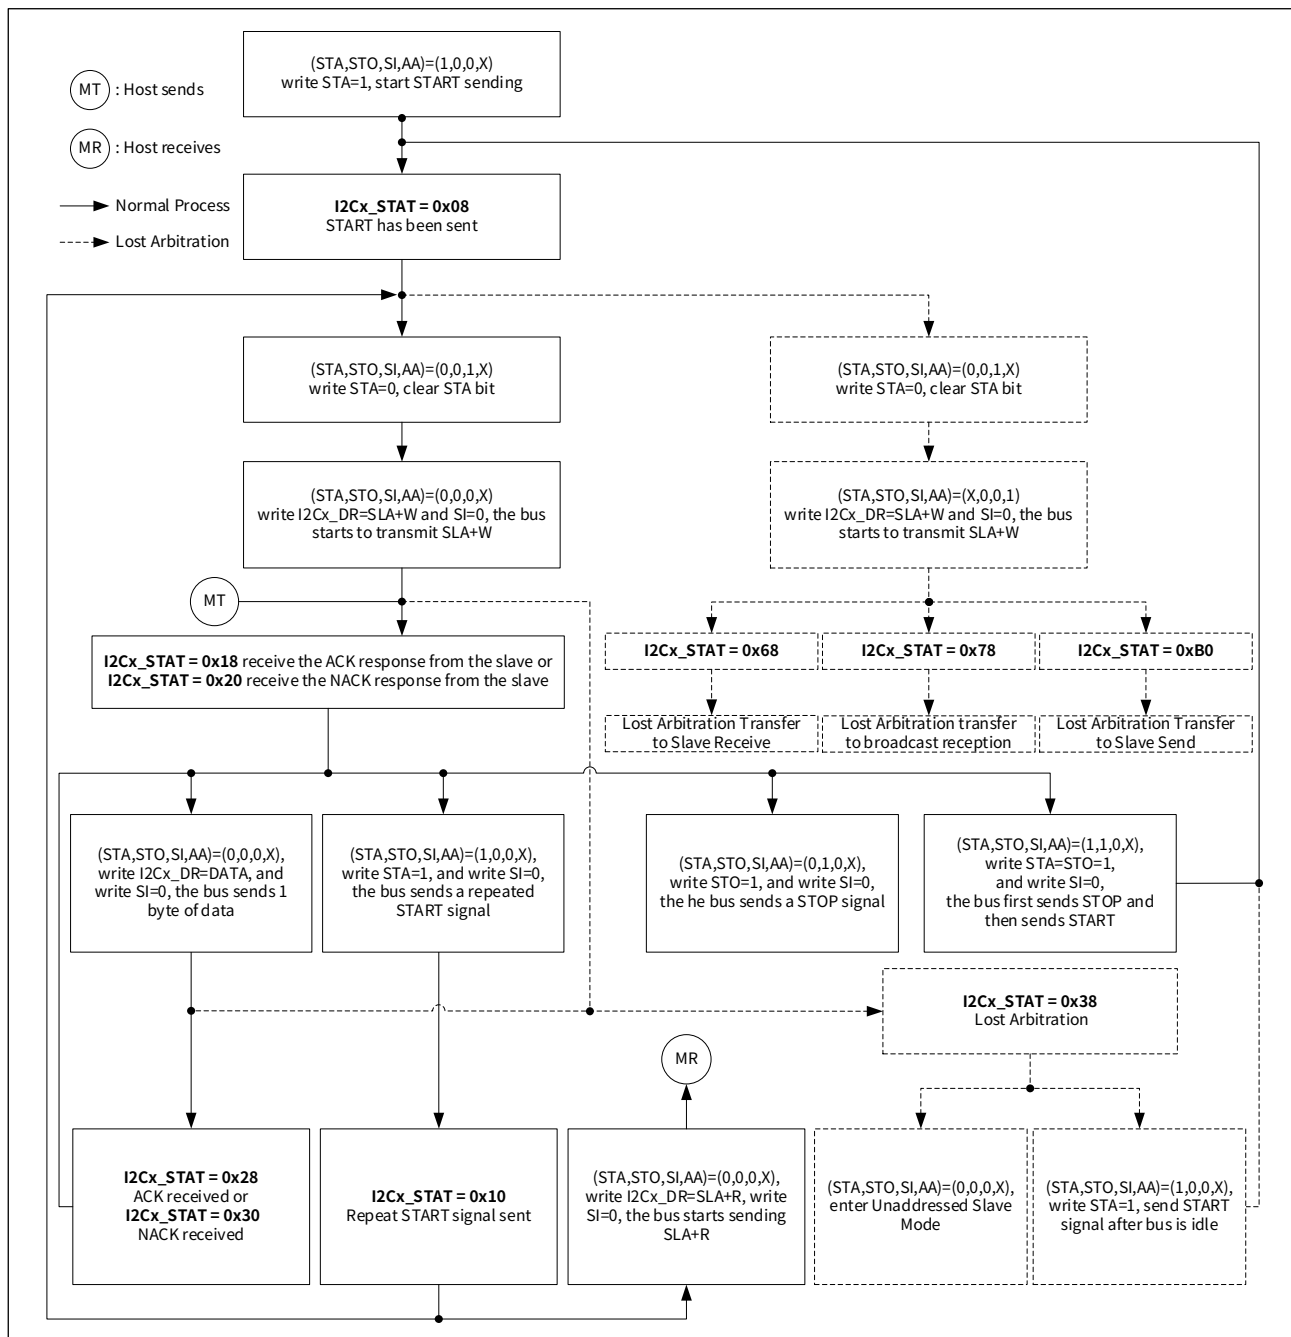 (STA,STO,SI,AA)=(1,0,0,X)
write STA=1, start START sending
MT : Host sends
MR : Host receives
Normal Process
Lost Arbitration
I2Cx_STAT = 0x08
START has been sent
(STA,STO,SI,AA)=(0,0,1,X)
write STA=0, clear STA bit
(STA,STO,SI,AA)=(0,0,1,X)
write STA=0, clear STA bit
(STA,STO,SI,AA)=(0,0,0,X)
write I2Cx_DR=SLA+W and SI=0, the bus
starts to transmit SLA+W
(STA,STO,SI,AA)=(X,0,0,1)
write I2Cx_DR=SLA+W and SI=0, the bus
starts to transmit SLA+W
MT
I2Cx_STAT = 0x18 receive the ACK response from the slave or
I2Cx_STAT = 0x20 receive the NACK response from the slave
I2Cx_STAT = 0x68
I2Cx_STAT = 0x78
I2Cx_STAT = 0xB0
Lost Arbitration Transfer
to Slave Receive
Lost Arbitration transfer
to broadcast reception
Lost Arbitration Transfer
to Slave Send
(STA,STO,SI,AA)=(0,0,0,X),
write I2Cx_DR=DATA, and
write SI=0, the bus sends 1
byte of data
(STA,STO,SI,AA)=(1,0,0,X),
write STA=1, and write SI=0,
the bus sends a repeated
START signal
(STA,STO,SI,AA)=(0,1,0,X),
write STO=1, and write SI=0,
the he bus sends a STOP signal
(STA,STO,SI,AA)=(1,1,0,X),
write STA=STO=1,
and write SI=0,
the bus first sends STOP and
then sends START
I2Cx_STAT = 0x38
Lost Arbitration
MR
I2Cx_STAT = 0x28
ACK received or
I2Cx_STAT = 0x30
NACK received
I2Cx_STAT = 0x10
Repeat START signal sent
(STA,STO,SI,AA)=(0,0,0,X),
write I2Cx_DR=SLA+R, write
SI=0, the bus starts sending
SLA+R
(STA,STO,SI,AA)=(0,0,0,X),
enter Unaddressed Slave
Mode
(STA,STO,SI,AA)=(1,0,0,X),
write STA=1, send START
signal after bus is idle